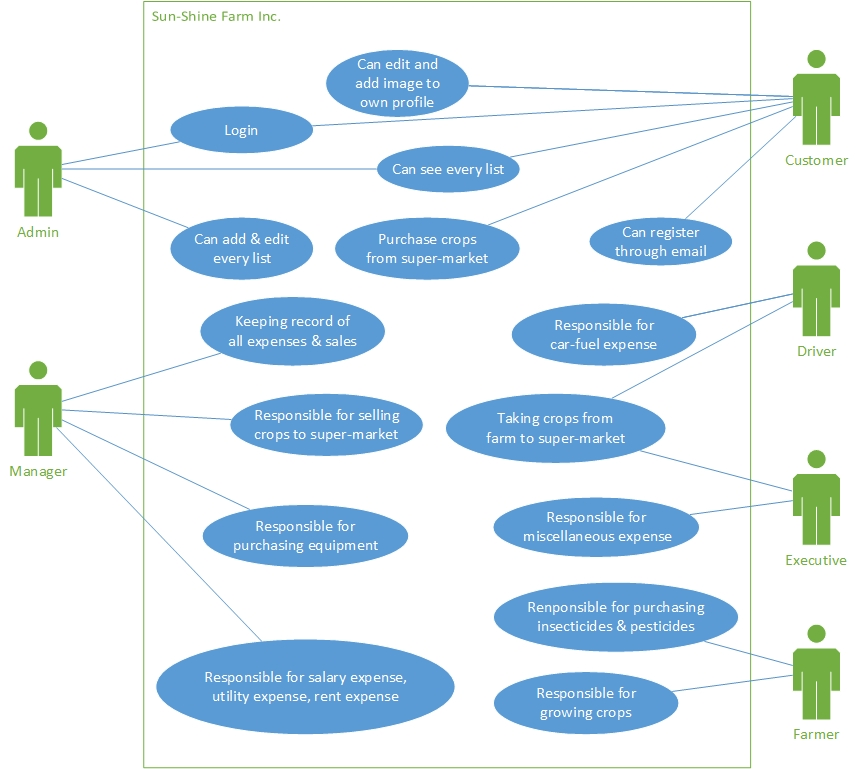 Sun-Shine Farm Inc.
Can edit and
add image to
own profile
Login
Customer
Can see every list
Admin
Can add & edit
every list
Purchase crops
from super-market
Can register
through email
Keeping record of
all expenses & sales
Responsible for
car-fuel expense
Driver
Responsible for selling
crops to super-market
Taking crops from
farm to super-market
Manager
Responsible for
purchasing equipment
Responsible for
miscellaneous expense
Executive
Renponsible for purchasing
insecticides & pesticides
Responsible for salary expense,
utility expense, rent expense
Responsible for
growing crops
Farmer